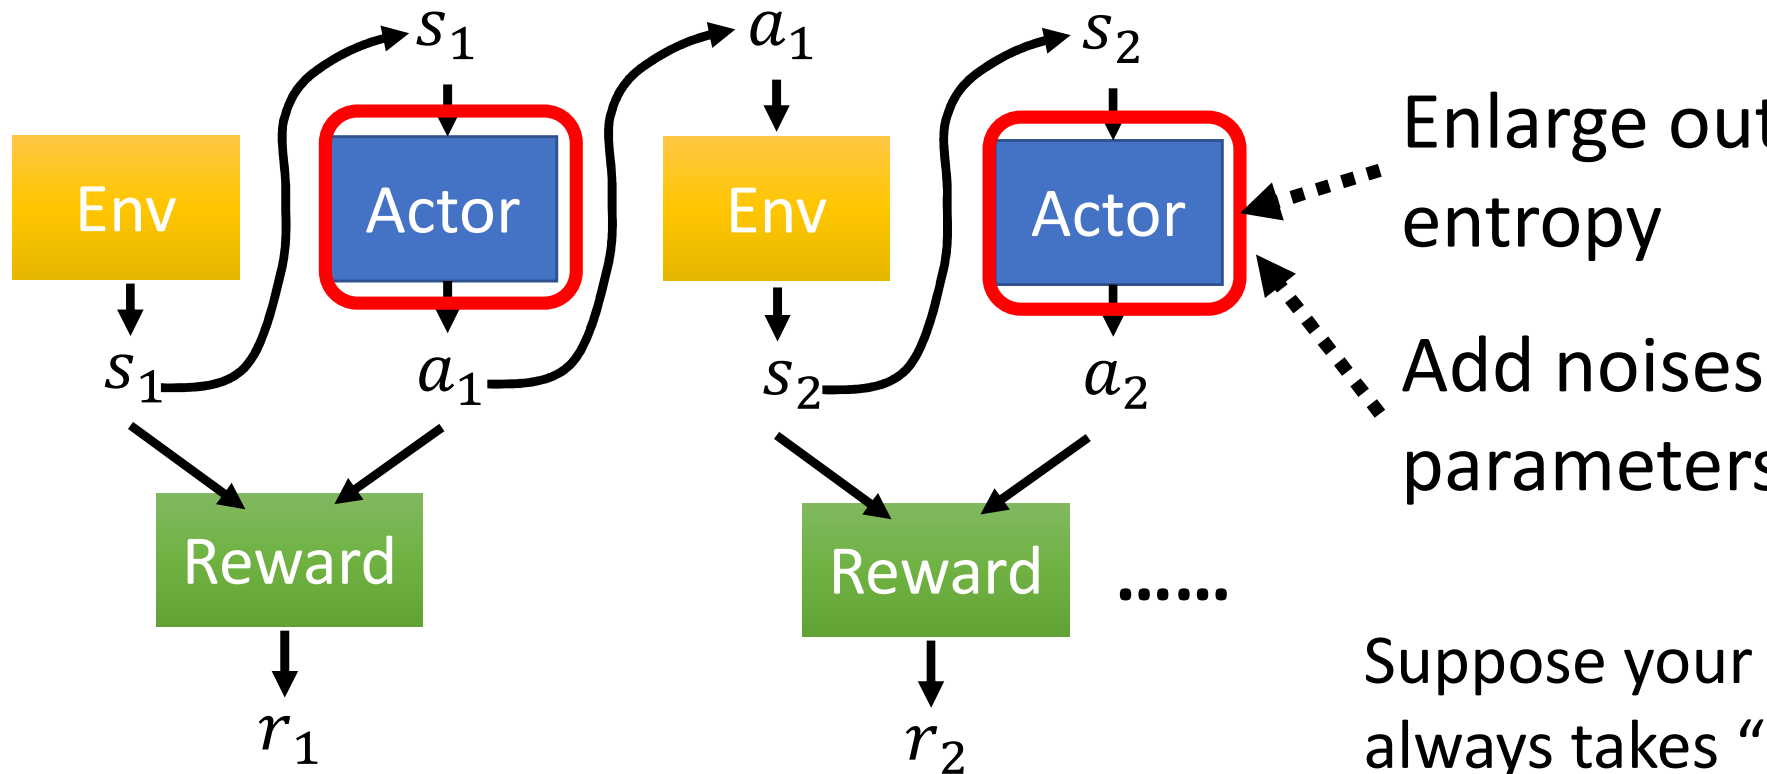 s₁ a₁ s₂
Env Actor Env Actor
s₁ a₁ s₂ a₂
Reward Reward ……
r₁ r₂
Enlarge out
entropy
Add noises
parameters
Suppose your
always takes “